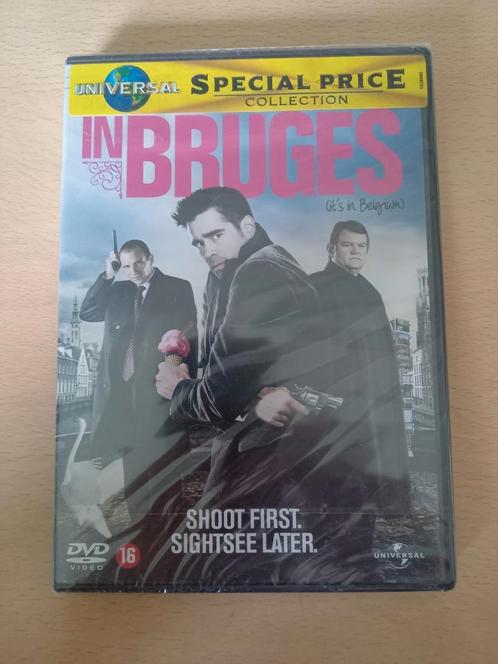 UNIVERSAL
SPECIAL PRICE
COLLECTION
IN
BRUGES
(it's in Belgium)
SHOOT FIRST.
SIGHTSEE LATER.
DVD
VIDEO
16
UNIVERSAL